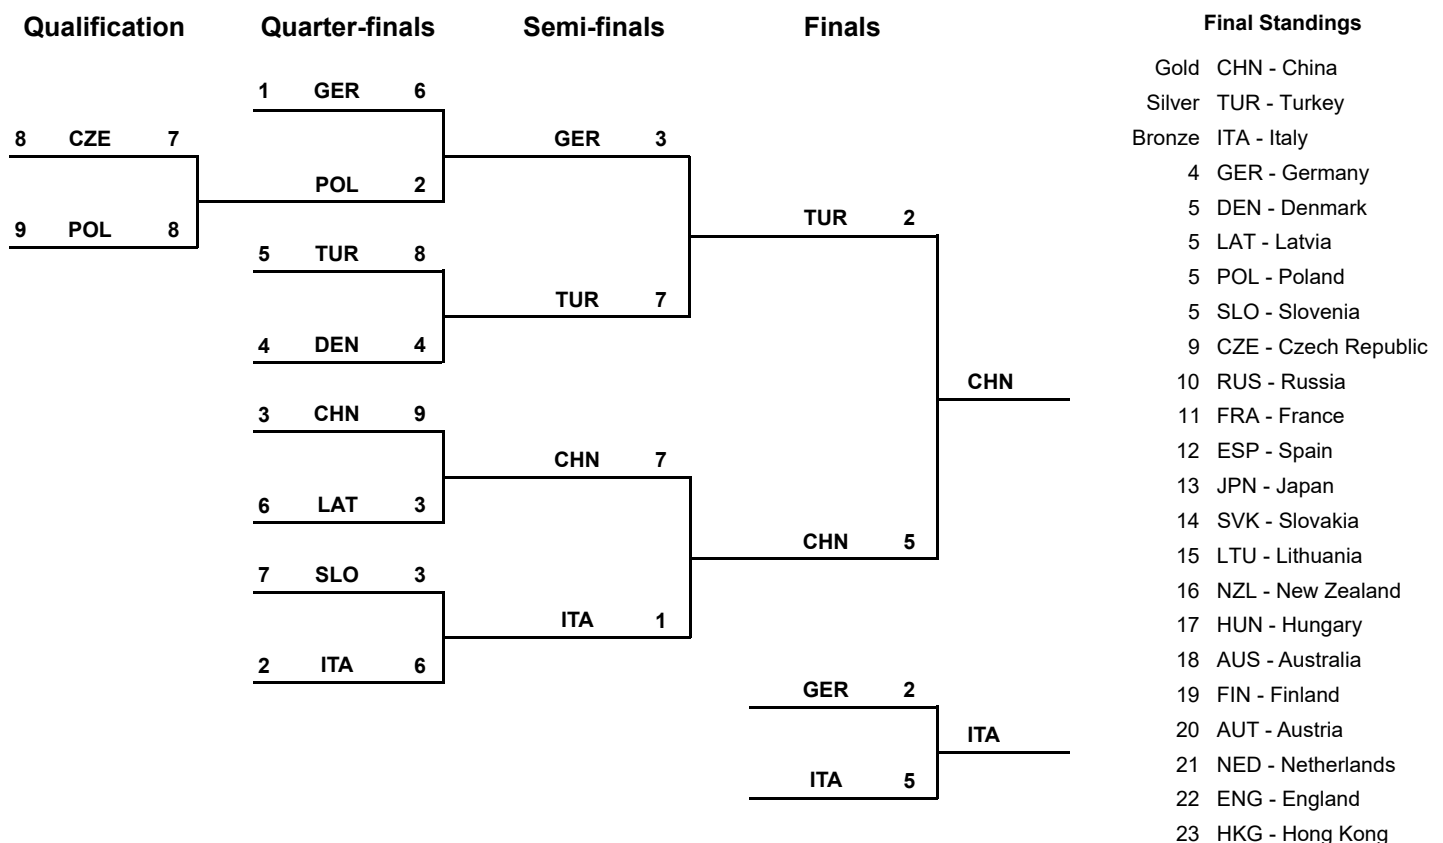 Qualification Quarter-finals Semi-finals Finals Final Standings
Gold CHN - China
1 GER 6
Silver TUR - Turkey
8 CZE 7 GER 3 Bronze ITA - Italy
4 GER - Germany
POL 2
5 DEN - Denmark
TUR 2
9 POL 8
5 LAT - Latvia
5 TUR 8
5 POL - Poland
TUR 7
5 SLO - Slovenia
4 DEN 4 9 CZE - Czech Republic
CHN 10 RUS - Russia
3 CHN 9 11 FRA - France
CHN 7 12 ESP - Spain
13 JPN - Japan
6 LAT 3
14 SVK - Slovakia
CHN 5
15 LTU - Lithuania
7 SLO 3
16 NZL - New Zealand
ITA 1 17 HUN - Hungary
2 ITA 6 18 AUS - Australia
GER 2 19 FIN - Finland
ITA 20 AUT - Austria
21 NED - Netherlands
ITA 5
22 ENG - England
23 HKG - Hong Kong